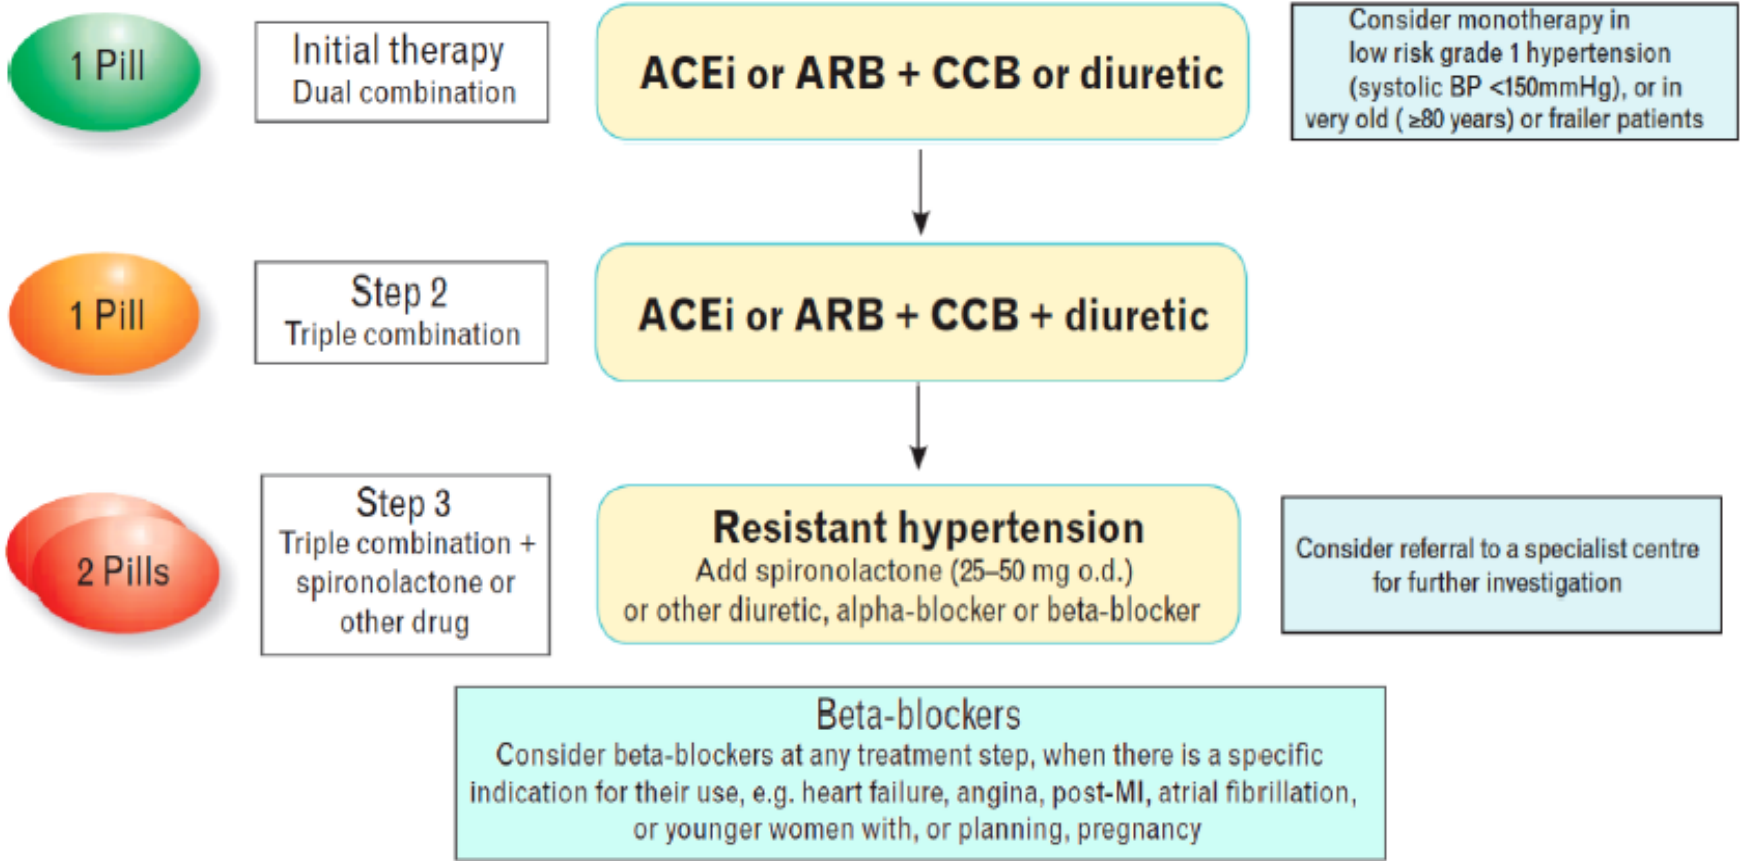 1 Pill
Initial therapy
Dual combination
ACEi or ARB + CCB or diuretic
Consider monotherapy in
low risk grade 1 hypertension
(systolic BP <150mmHg), or in
very old ( ≥80 years) or frailer patients
1 Pill
Step 2
Triple combination
ACEi or ARB + CCB + diuretic
2 Pills
Step 3
Triple combination +
spironolactone or
other drug
Resistant hypertension
Add spironolactone (25–50 mg o.d.)
or other diuretic, alpha-blocker or beta-blocker
Consider referral to a specialist centre
for further investigation
Beta-blockers
Consider beta-blockers at any treatment step, when there is a specific
indication for their use, e.g. heart failure, angina, post-MI, atrial fibrillation,
or younger women with, or planning, pregnancy